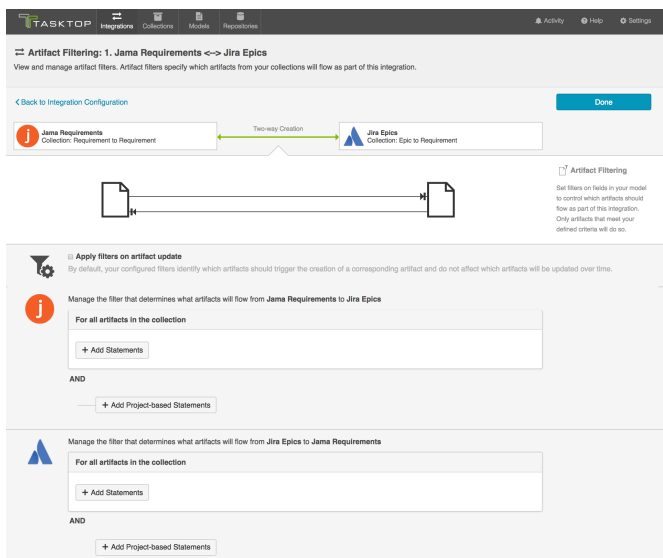 TASKTOP
Integrations Collections Models Repositories
Activity Help Settings
Artifact Filtering: 1. Jama Requirements <--> Jira Epics
View and manage artifact filters. Artifact filters specify which artifacts from your collections will flow as part of this integration.
Back to Integration Configuration
Done
Jama Requirements
Collection: Requirement to Requirement
Two-way Creation
Jira Epics
Collection: Epic to Requirement
Artifact Filtering
Set filters on fields in your model
to control which artifacts should
flow as part of this integration.
Only artifacts that meet your
defined criteria will do so.
Apply filters on artifact update
By default, your configured filters identify which artifacts should trigger the creation of a corresponding artifact and do not affect which artifacts will be updated over time.
j
Manage the filter that determines what artifacts will flow from Jama Requirements to Jira Epics
For all artifacts in the collection
+ Add Statements
AND
+ Add Project-based Statements
Manage the filter that determines what artifacts will flow from Jira Epics to Jama Requirements
For all artifacts in the collection
+ Add Statements
AND
+ Add Project-based Statements